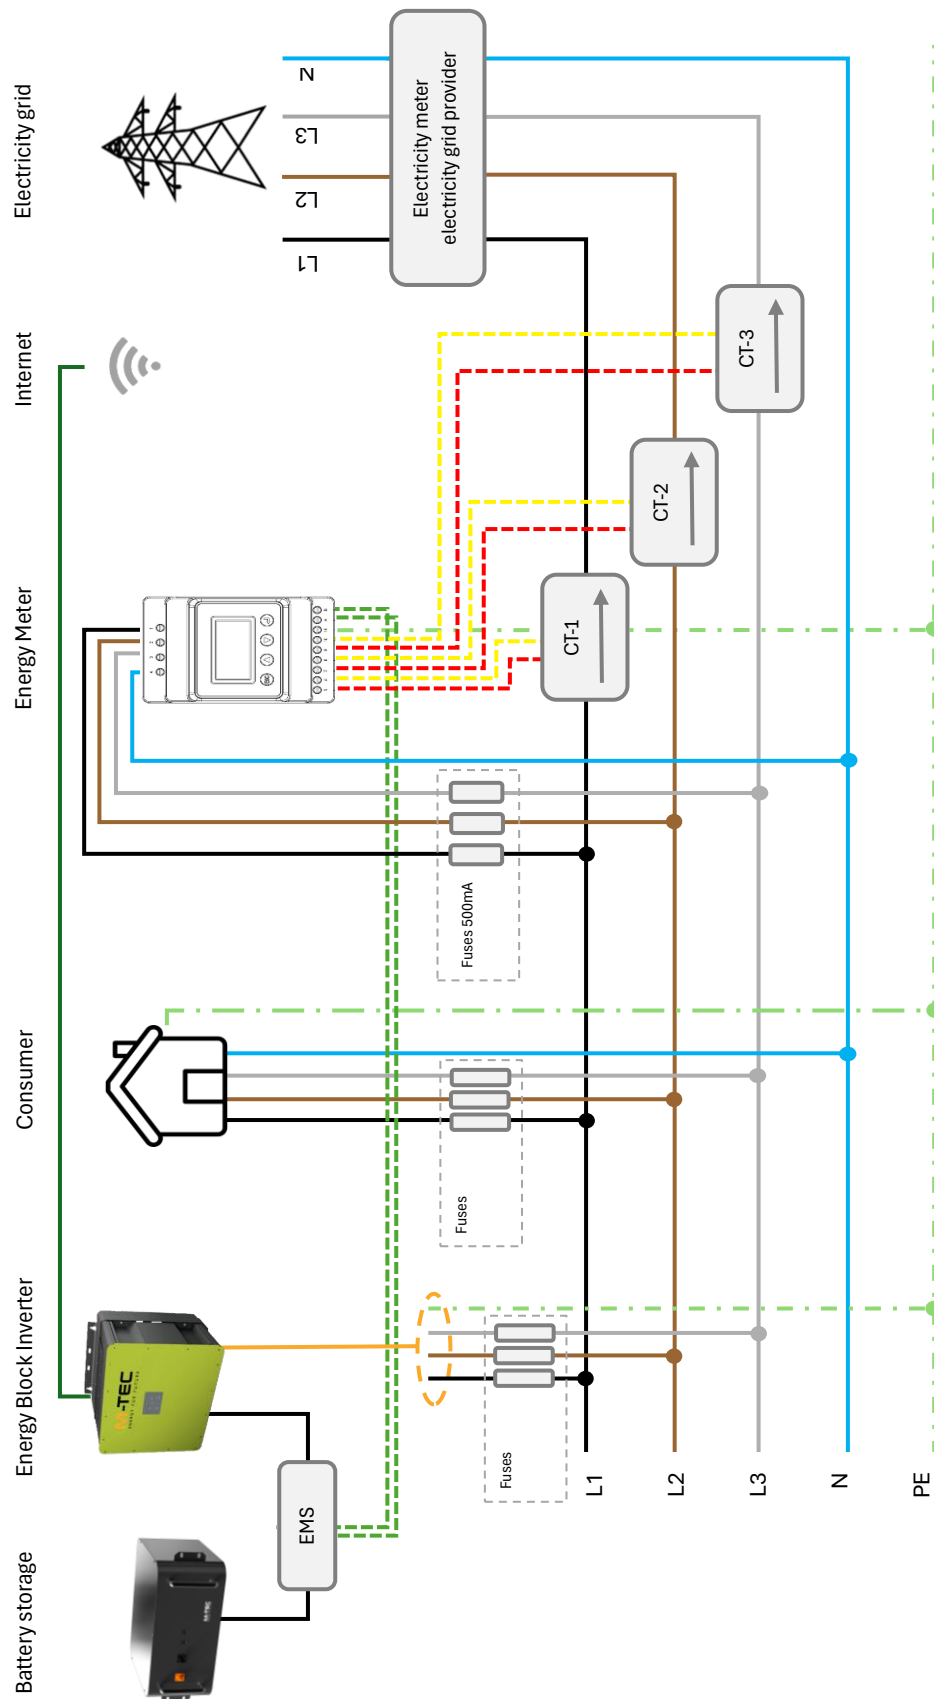 Battery storage
Energy Block Inverter
Consumer
Energy Meter
Internet
Electricity grid
M-TEC
M-TEC
EMS
L1
L2
L3
N
Electricity meter
electricity grid provider
Fuses
Fuses
Fuses 500mA
CT-1
CT-2
CT-3
L1
L2
L3
N
PE